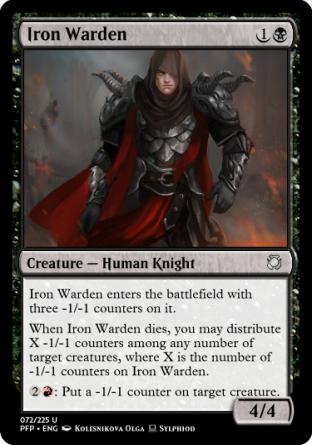 Iron Warden 1
Creature — Human Knight
Iron Warden enters the battlefield with
three -1/-1 counters on it.
When Iron Warden dies, you may distribute
X -1/-1 counters among any number of
target creatures, where X is the number of
-1/-1 counters on Iron Warden.
2 : Put a -1/-1 counter on target creature.
4/4
072/225 U
PFP • ENG Kolesnikova Olga Sylphiod